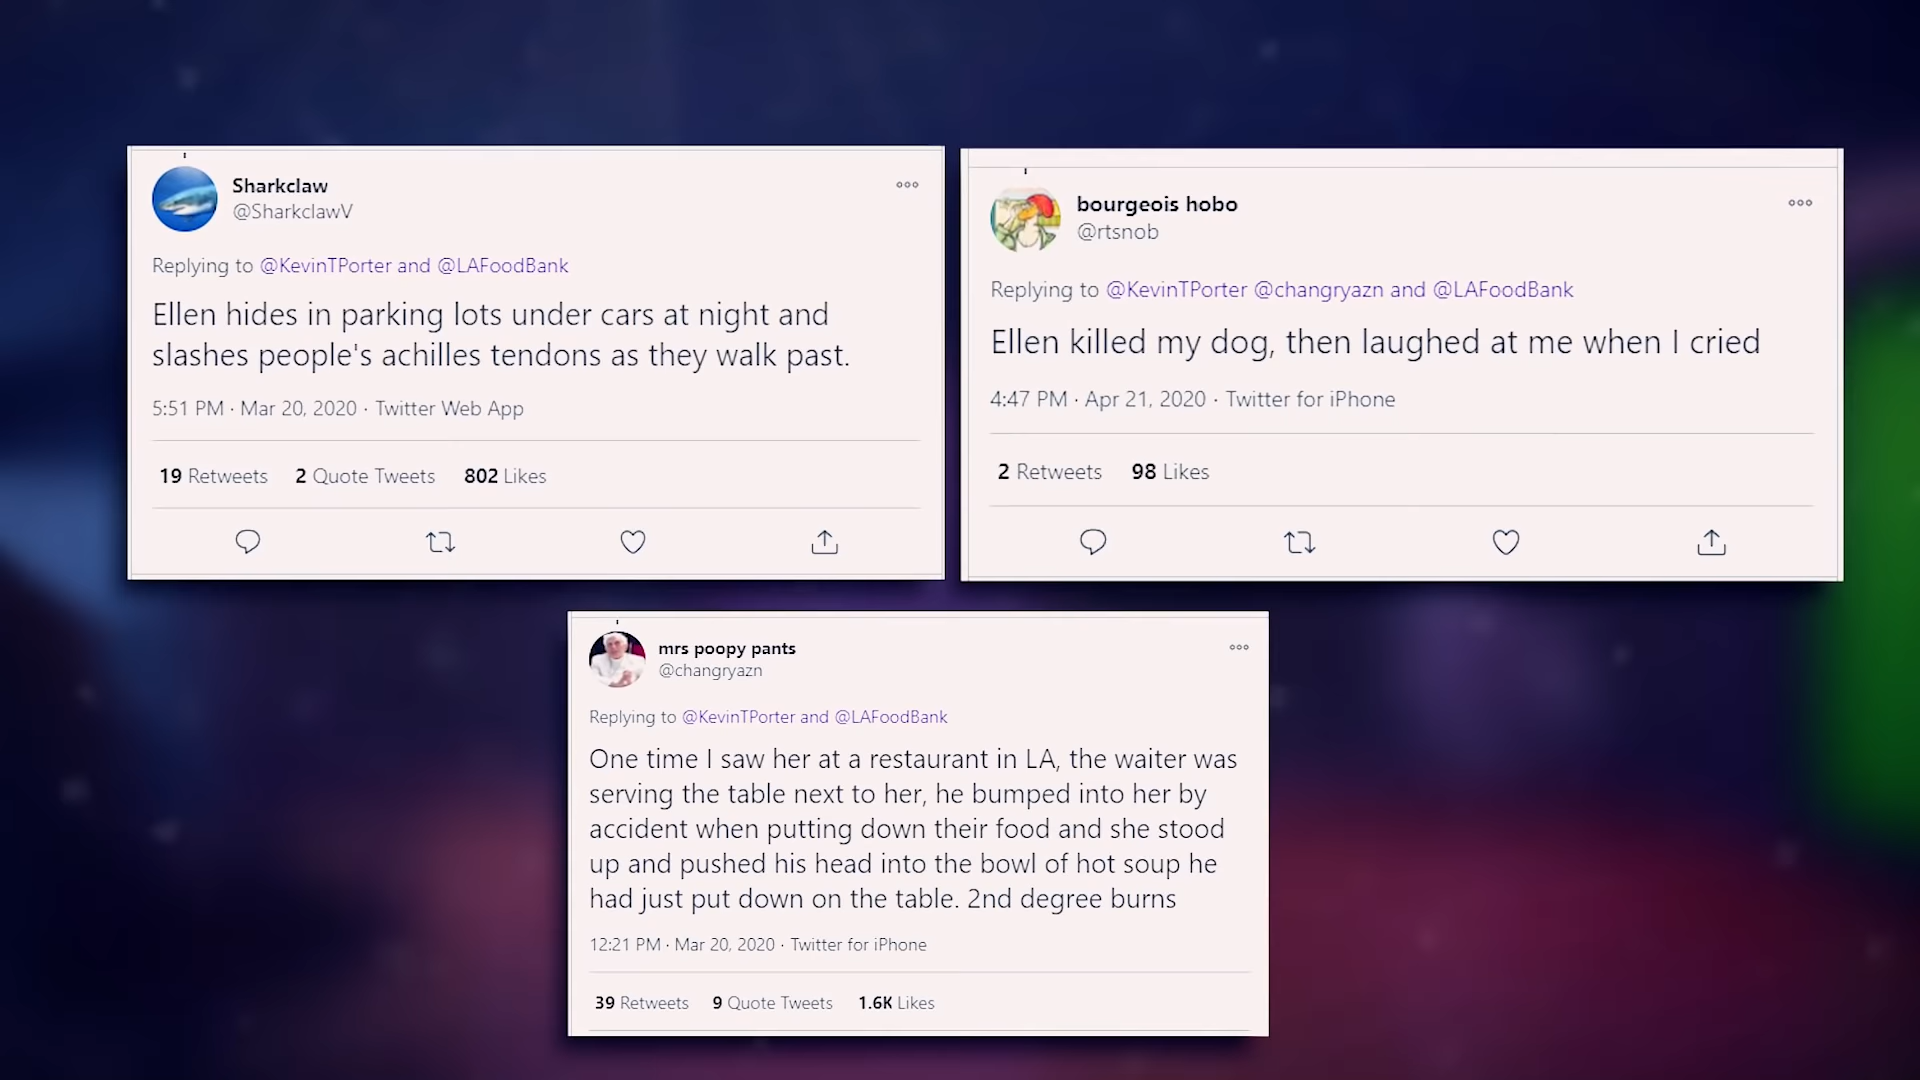 Sharkclaw
@SharkclawV
Replying to @KevinTPorter and @LAFoodBank
Ellen hides in parking lots under cars at night and
slashes people's achilles tendons as they walk past.
5:51 PM · Mar 20, 2020 · Twitter Web App
19 Retweets 2 Quote Tweets 802 Likes
bourgeois hobo
@rtsnob
Replying to @KevinTPorter @changryazn and @LAFoodBank
Ellen killed my dog, then laughed at me when I cried
4:47 PM · Apr 21, 2020 · Twitter for iPhone
2 Retweets 98 Likes
mrs poopy pants
@changryazn
Replying to @KevinTPorter and @LAFoodBank
One time I saw her at a restaurant in LA, the waiter was
serving the table next to her, he bumped into her by
accident when putting down their food and she stood
up and pushed his head into the bowl of hot soup he
had just put down on the table. 2nd degree burns
12:21 PM · Mar 20, 2020 · Twitter for iPhone
39 Retweets 9 Quote Tweets 1.6K Likes